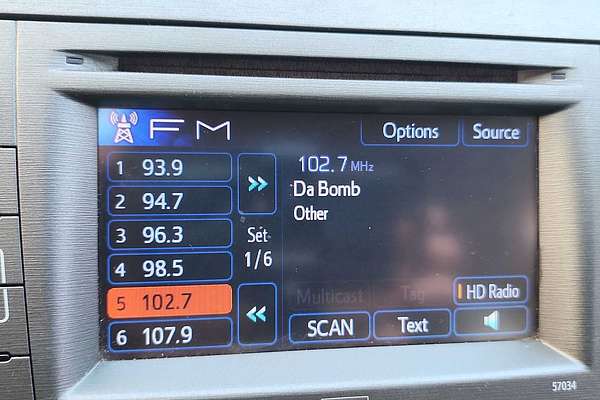 FM
Options
Source
1 93.9
2 94.7
3 96.3
4 98.5
5 102.7
6 107.9
>>
Set
1/6
<<
102.7 MHz
Da Bomb
Other
Multicast
Tag
HD Radio
SCAN
Text
57034